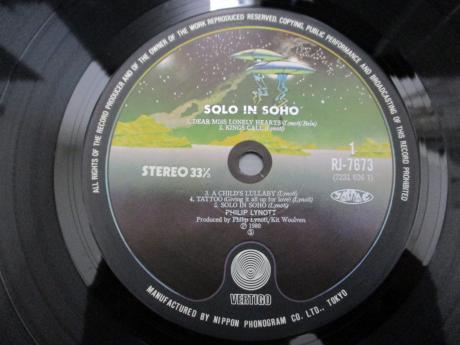 ALL RIGHTS OF THE RECORD PRODUCER AND OF THE OWNER OF THE WORK REPRODUCED RESERVED. COPYING, PUBLIC PERFORMANCE AND BROADCASTING OF THIS RECORD PROHIBITED
SOLO IN SOHO
1. DEAR MISS LONELY HEARTS (Lynott/Bain)
2. KINGS CALL (Lynott)
1
STEREO 33⅓
RJ-7673
(7231 636 1)
3. A CHILD'S LULLABY (Lynott)
4. TATTOO (Giving it all up for love) (Lynott)
5. SOLO IN SOHO (Lynott)
PHILIP LYNOTT
Produced by Philip Lynott/Kit Woolven
Ⓟ 1980
VERTIGO
MANUFACTURED BY NIPPON PHONOGRAM CO. LTD., TOKYO